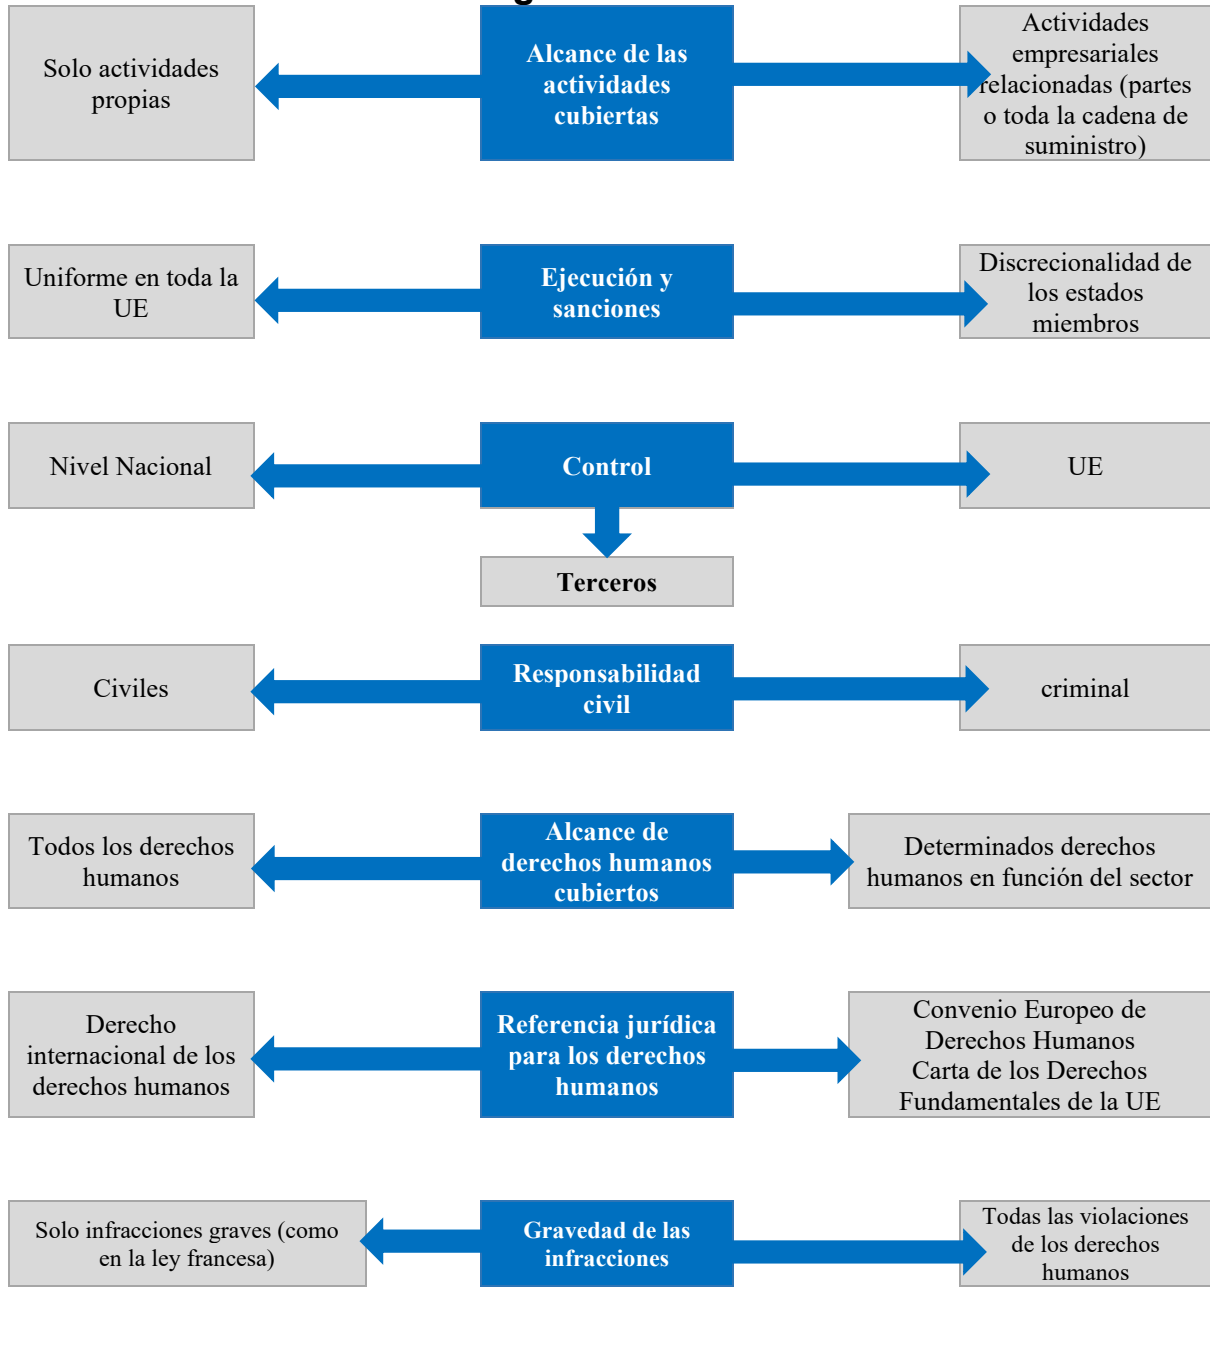 Solo actividades
propias
Alcance de las
actividades
cubiertas
Actividades
empresariales
relacionadas (partes
o toda la cadena de
suministro)
Uniforme en toda la
UE
Ejecución y
sanciones
Discrecionalidad de
los estados
miembros
Nivel Nacional
Control
UE
Terceros
Civiles
Responsabilidad
civil
criminal
Todos los derechos
humanos
Alcance de
derechos humanos
cubiertos
Determinados derechos
humanos en función del sector
Derecho
internacional de los
derechos humanos
Referencia jurídica
para los derechos
humanos
Convenio Europeo de
Derechos Humanos
Carta de los Derechos
Fundamentales de la UE
Solo infracciones graves (como
en la ley francesa)
Gravedad de las
infracciones
Todas las violaciones
de los derechos
humanos